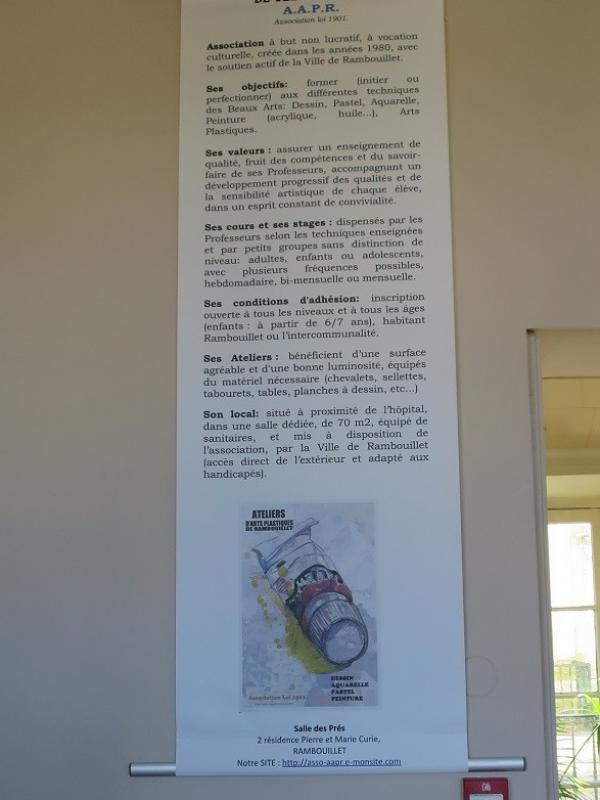 A.A.P.R.
Association loi 1901.
Association à but non lucratif, à vocation
culturelle, créée dans les années 1980, avec
le soutien actif de la Ville de Rambouillet.
Ses objectifs: former (initier ou
perfectionner) aux différentes techniques
des Beaux Arts: Dessin, Pastel, Aquarelle,
Peinture (acrylique, huile...), Arts
Plastiques.
Ses valeurs : assurer un enseignement de
qualité, fruit des compétences et du savoir-
faire de ses Professeurs, accompagnant un
développement progressif des qualités et de
la sensibilité artistique de chaque élève,
dans un esprit constant de convivialité.
Ses cours et ses stages : dispensés par les
Professeurs selon les techniques enseignées
et par petits groupes sans distinction de
niveau: adultes, enfants ou adolescents,
avec plusieurs fréquences possibles,
hebdomadaire, bi-mensuelle ou mensuelle.
Ses conditions d'adhésion: inscription
ouverte à tous les niveaux et à tous les âges
(enfants : à partir de 6/7 ans), habitant
Rambouillet ou l'intercommunalité.
Ses Ateliers : bénéficient d'une surface
agréable et d'une bonne luminosité, équipés
du matériel nécessaire (chevalets, sellettes,
tabourets, tables, planches à dessin, etc...)
Son local: situé à proximité de l'hôpital,
dans une salle dédiée, de 70 m2, équipé de
sanitaires, et mis à disposition de
l'association, par la Ville de Rambouillet
(accès direct de l'extérieur et adapté aux
handicapés).
ATELIERS
D'ARTS PLASTIQUES
DE RAMBOUILLET
DESSIN
AQUARELLE
PASTEL
PEINTURE
Association Loi 1901
Salle des Prés
2 résidence Pierre et Marie Curie,
RAMBOUILLET
Notre SITE : http://asso-aapr.e-monsite.com